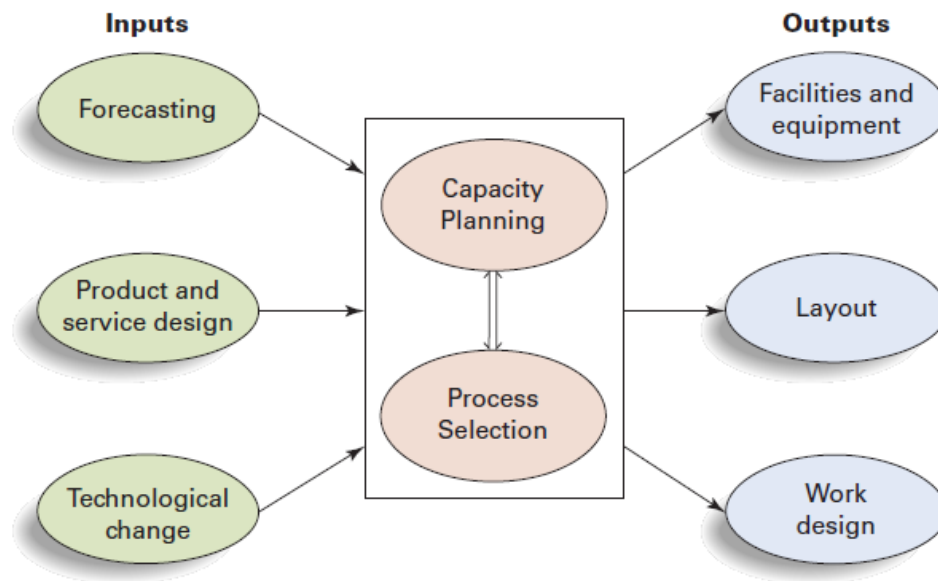 Inputs
Outputs
Forecasting
Facilities and
equipment
Capacity
Planning
Product and
service design
Layout
Process
Selection
Technological
change
Work
design